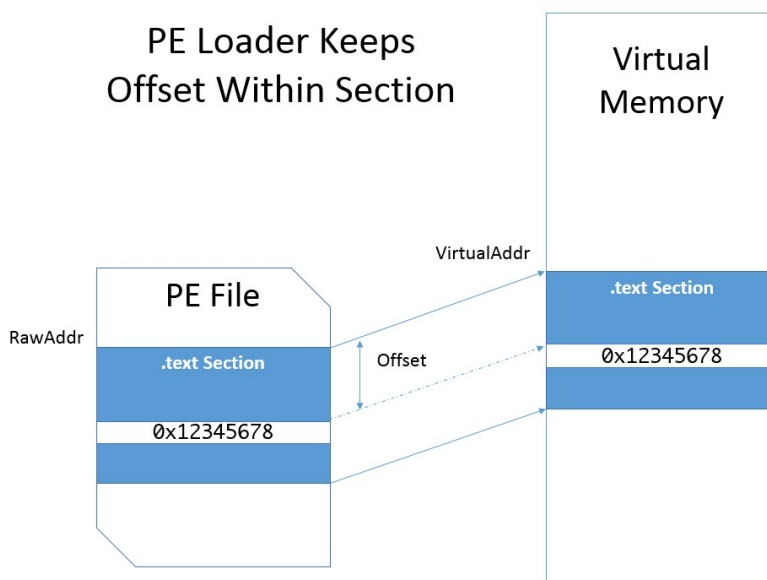 PE Loader Keeps
Offset Within Section
Virtual
Memory
VirtualAddr
PE File
.text Section
RawAddr
Offset
.text Section
0x12345678
0x12345678